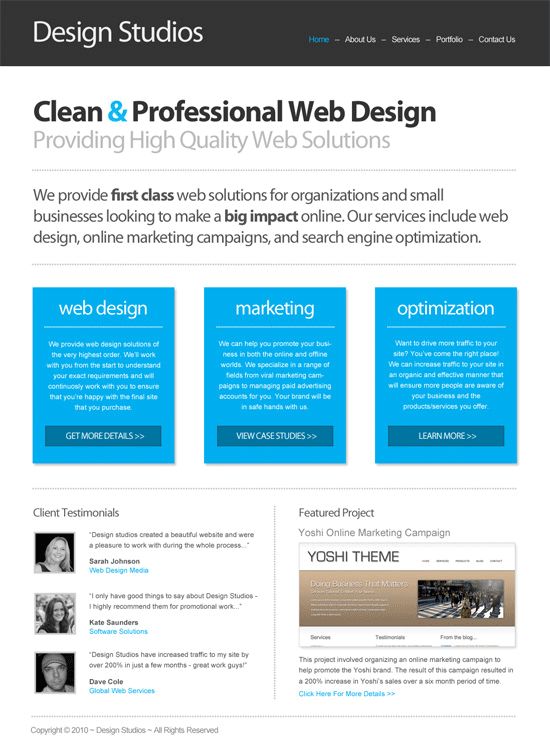 Design Studios
Home – About Us – Services – Portfolio – Contact Us
Clean & Professional Web Design
Providing High Quality Web Solutions
We provide first class web solutions for organizations and small
businesses looking to make a big impact online. Our services include web
design, online marketing campaigns, and search engine optimization.
web design
We provide web design solutions of
the very highest order. We'll work
with you from the start to understand
your exact requirements and will
continuosly work with you to ensure
that you're happy with the final site
that you purchase.
GET MORE DETAILS >>
marketing
We can help you promote your busi-
ness in both the online and offline
worlds. We specialize in a range of
fields from viral marketing cam-
paigns to managing paid advertising
accounts for you. Your brand will be
in safe hands with us.
VIEW CASE STUDIES >>
optimization
Want to drive more traffic to your
site? You've come the right place!
We can increase traffic to your site in
an organic and effective manner that
will ensure more people are aware of
your business and the
products/services you offer.
LEARN MORE >>
Client Testimonials
"Design studios created a beautiful website and were
a pleasure to work with during the whole process..."
Sarah Johnson
Web Design Media
"I only have good things to say about Design Studios -
I highly recommend them for promotional work..."
Kate Saunders
Software Solutions
"Design Studios have increased traffic to my site by
over 200% in just a few months - great work guys!"
Dave Cole
Global Web Services
Featured Project
Yoshi Online Marketing Campaign
YOSHI THEME
HOME SERVICES PRODUCTS BLOG CONTACT
Doing Business That Matters
Services Testimonials From the blog...
This project involved organizing an online marketing campaign to
help promote the Yoshi brand. The result of this campaign resulted in
a 200% increase in Yoshi's sales over a six month period of time.
Click Here For More Details >>
Copyright © 2010 ~ Design Studios ~ All Rights Reserved